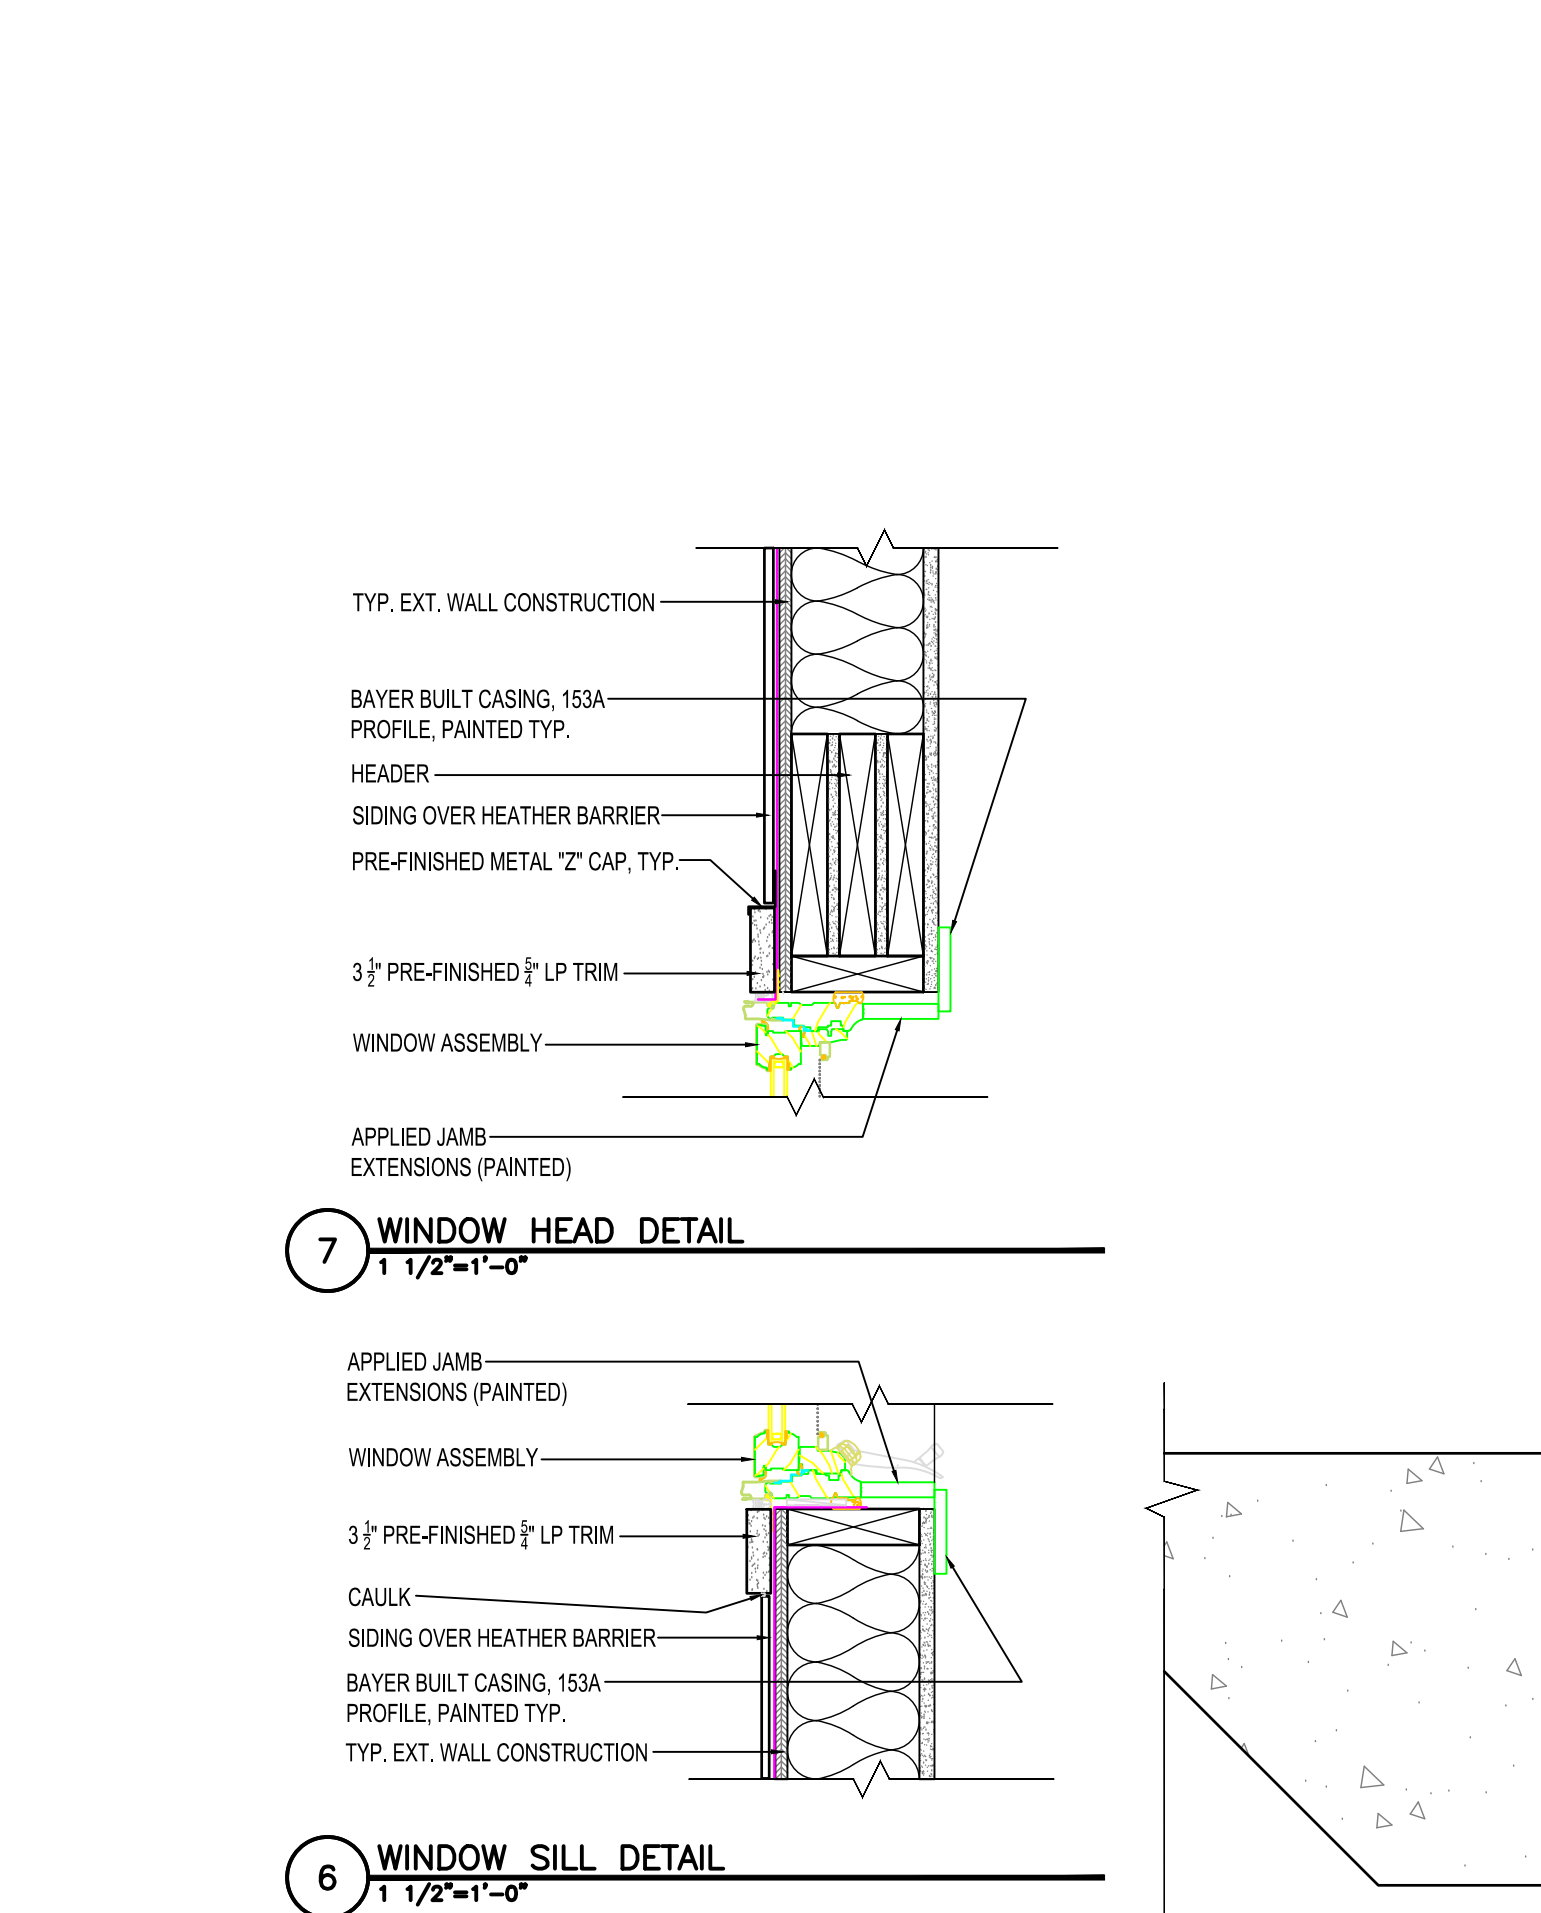 TYP. EXT. WALL CONSTRUCTION
BAYER BUILT CASING, 153A
PROFILE, PAINTED TYP.
HEADER
SIDING OVER HEATHER BARRIER
PRE-FINISHED METAL "Z" CAP, TYP.
3 1/2" PRE-FINISHED 5/4" LP TRIM
WINDOW ASSEMBLY
APPLIED JAMB
EXTENSIONS (PAINTED)
7 WINDOW HEAD DETAIL
1 1/2"=1'-0"
APPLIED JAMB
EXTENSIONS (PAINTED)
WINDOW ASSEMBLY
3 1/2" PRE-FINISHED 5/4" LP TRIM
CAULK
SIDING OVER HEATHER BARRIER
BAYER BUILT CASING, 153A
PROFILE, PAINTED TYP.
TYP. EXT. WALL CONSTRUCTION
6 WINDOW SILL DETAIL
1 1/2"=1'-0"